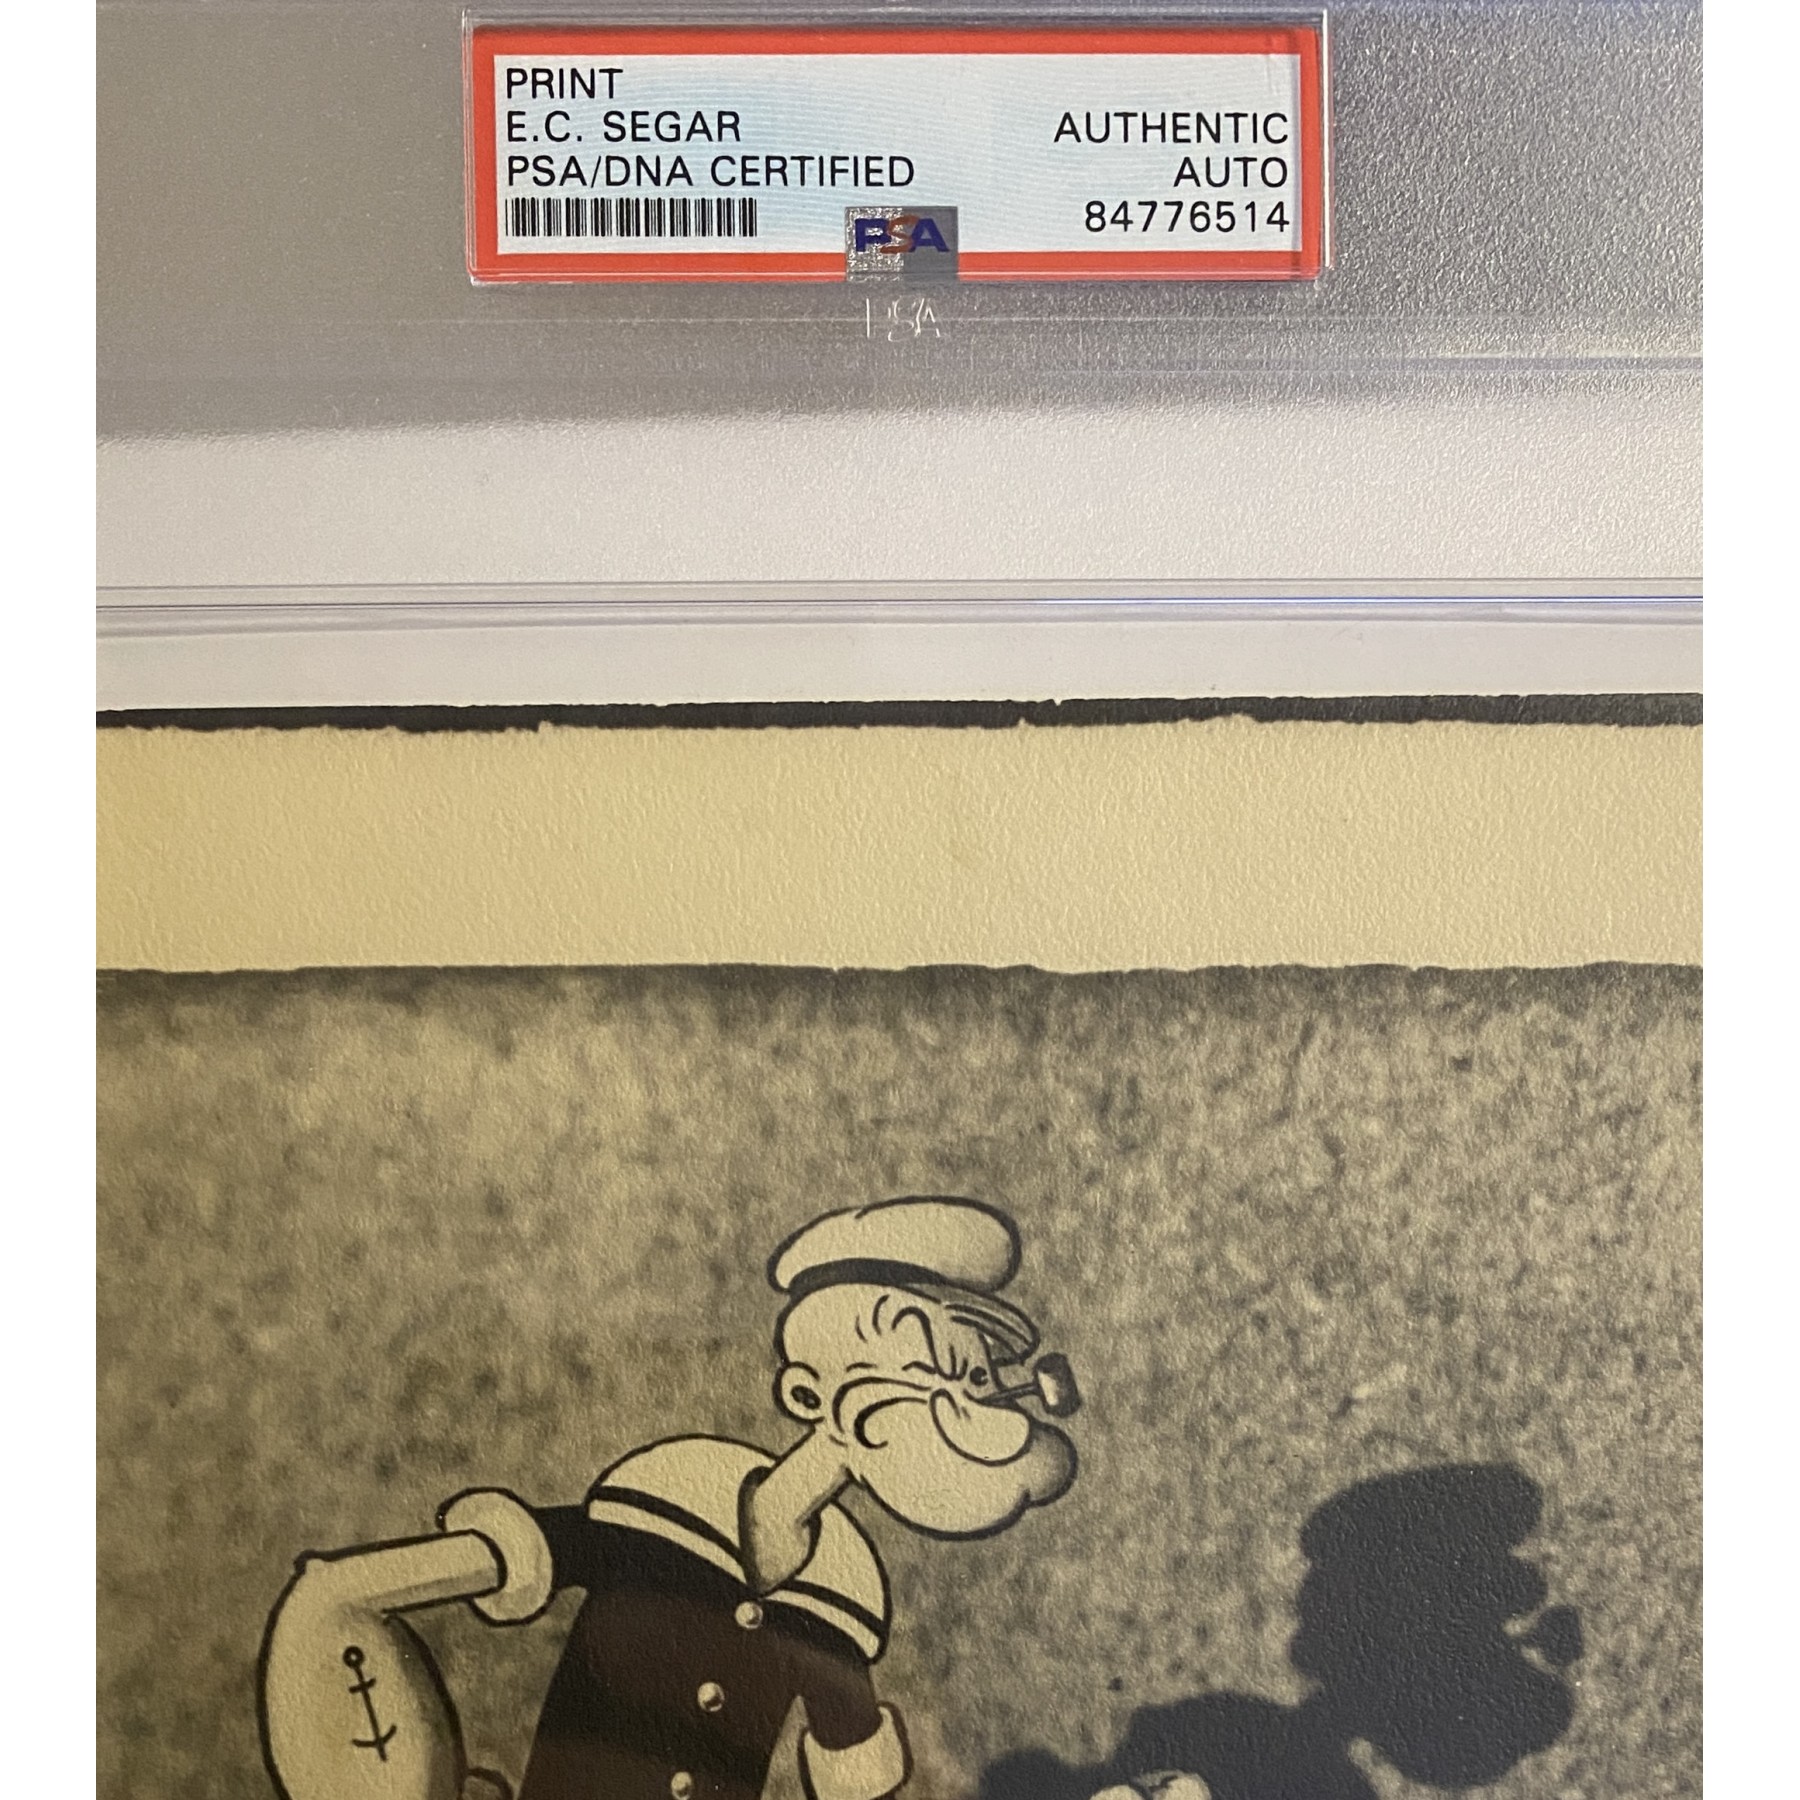 PRINT
E.C. SEGAR
AUTHENTIC
PSA/DNA CERTIFIED
AUTO
84776514
PSA
PSA